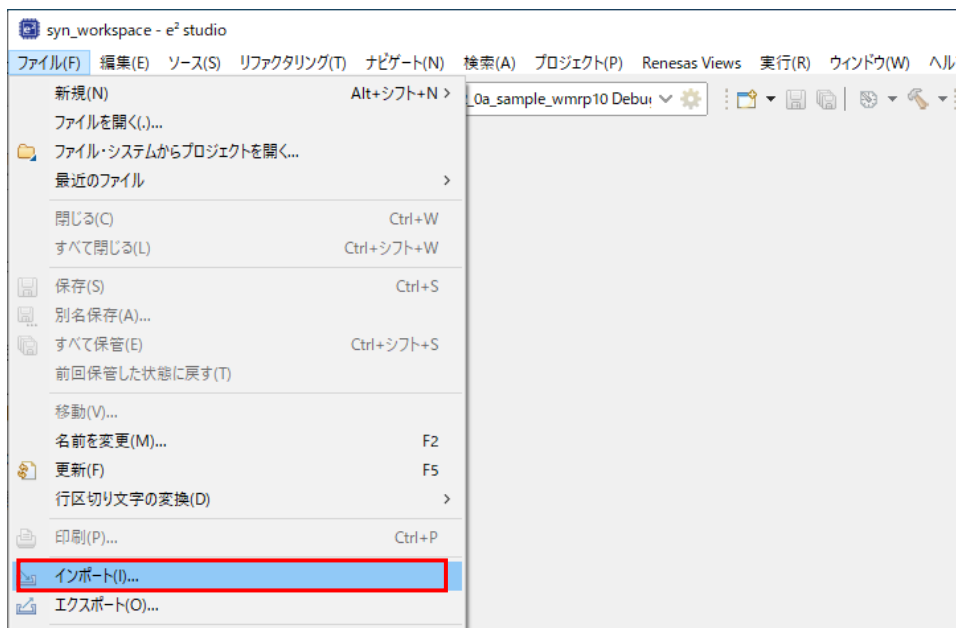 syn_workspace - e² studio
ファイル(F) 編集(E) ソース(S) リファクタリング(T) ナビゲート(N) 検索(A) プロジェクト(P) Renesas Views 実行(R) ウィンドウ(W) ヘル
新規(N) Alt+シフト+N >
_0a_sample_wmrp10 Debu
ファイルを開く(.)...
ファイル・システムからプロジェクトを開く...
最近のファイル >
閉じる(C) Ctrl+W
すべて閉じる(L) Ctrl+シフト+W
保存(S) Ctrl+S
別名保存(A)...
すべて保管(E) Ctrl+シフト+S
前回保管した状態に戻す(T)
移動(V)...
名前を変更(M)... F2
更新(F) F5
行区切り文字の変換(D) >
印刷(P)... Ctrl+P
インポート(I)...
エクスポート(O)...